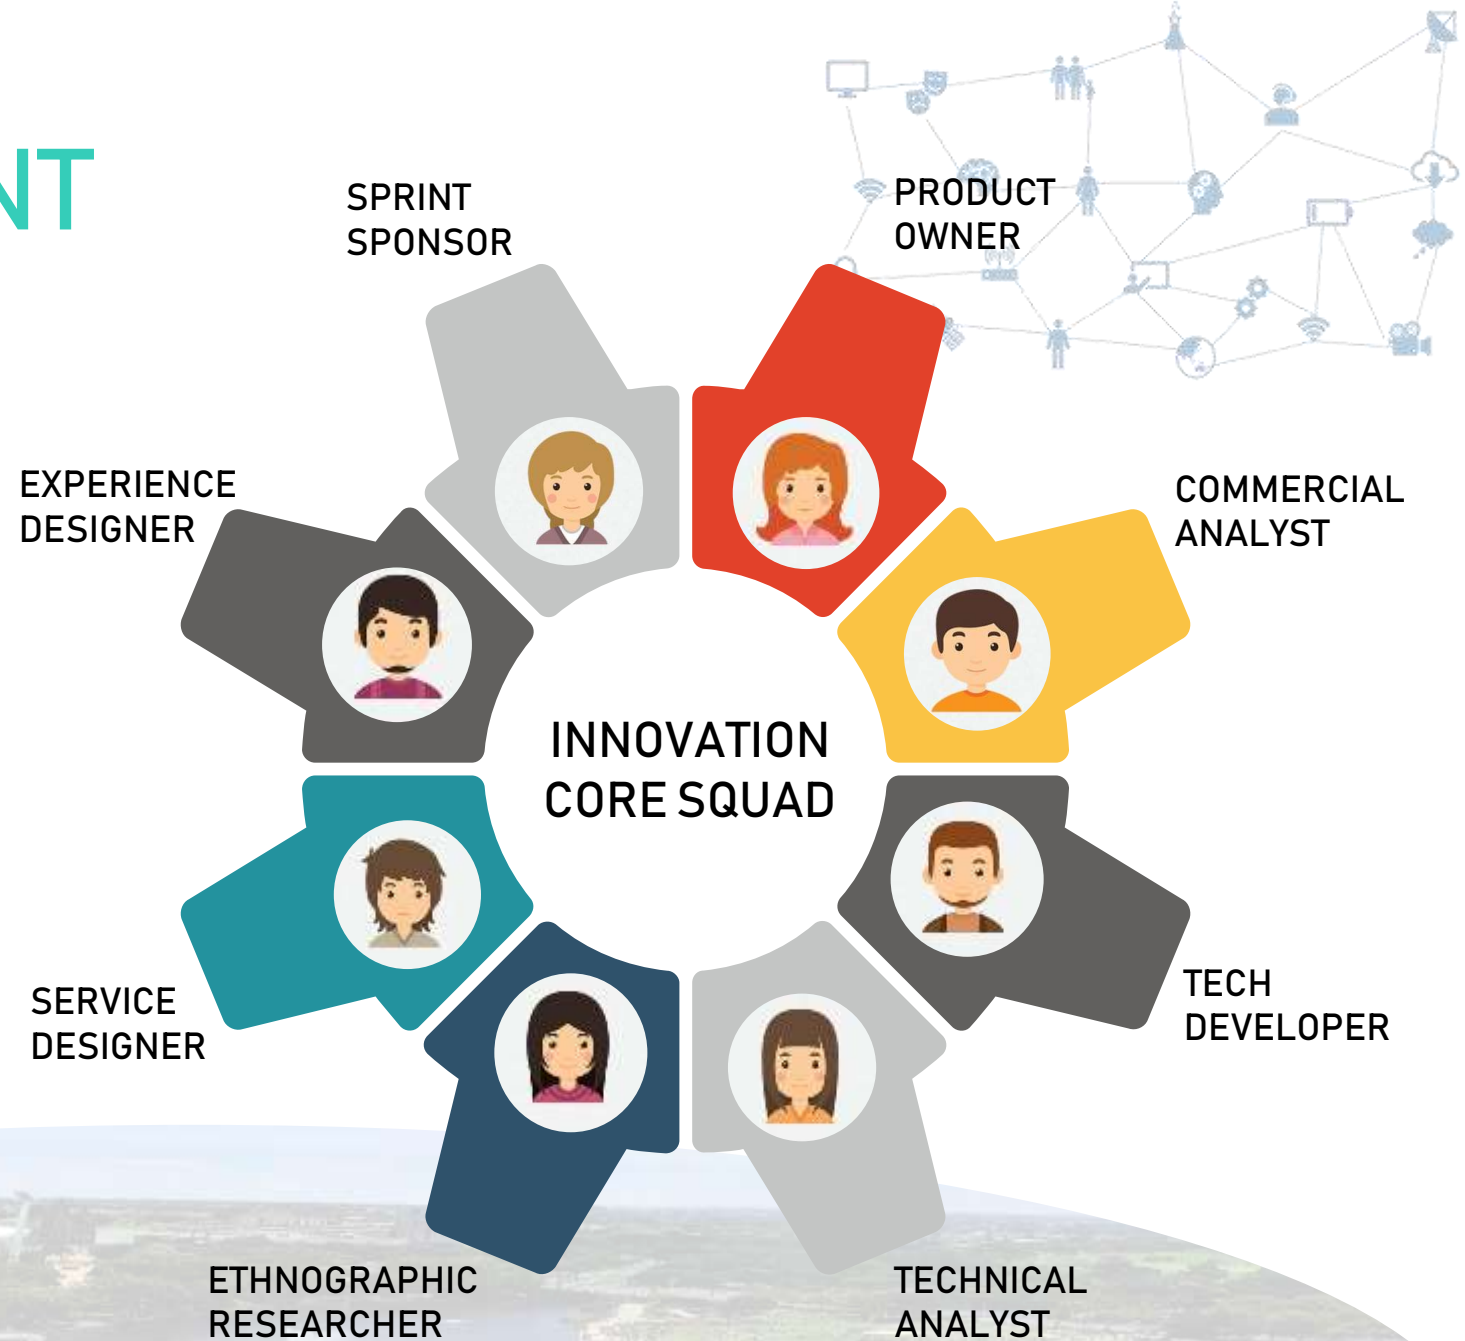 NT
SPRINT
SPONSOR
PRODUCT
OWNER
EXPERIENCE
DESIGNER
COMMERCIAL
ANALYST
INNOVATION
CORE SQUAD
SERVICE
DESIGNER
TECH
DEVELOPER
ETHNOGRAPHIC
RESEARCHER
TECHNICAL
ANALYST